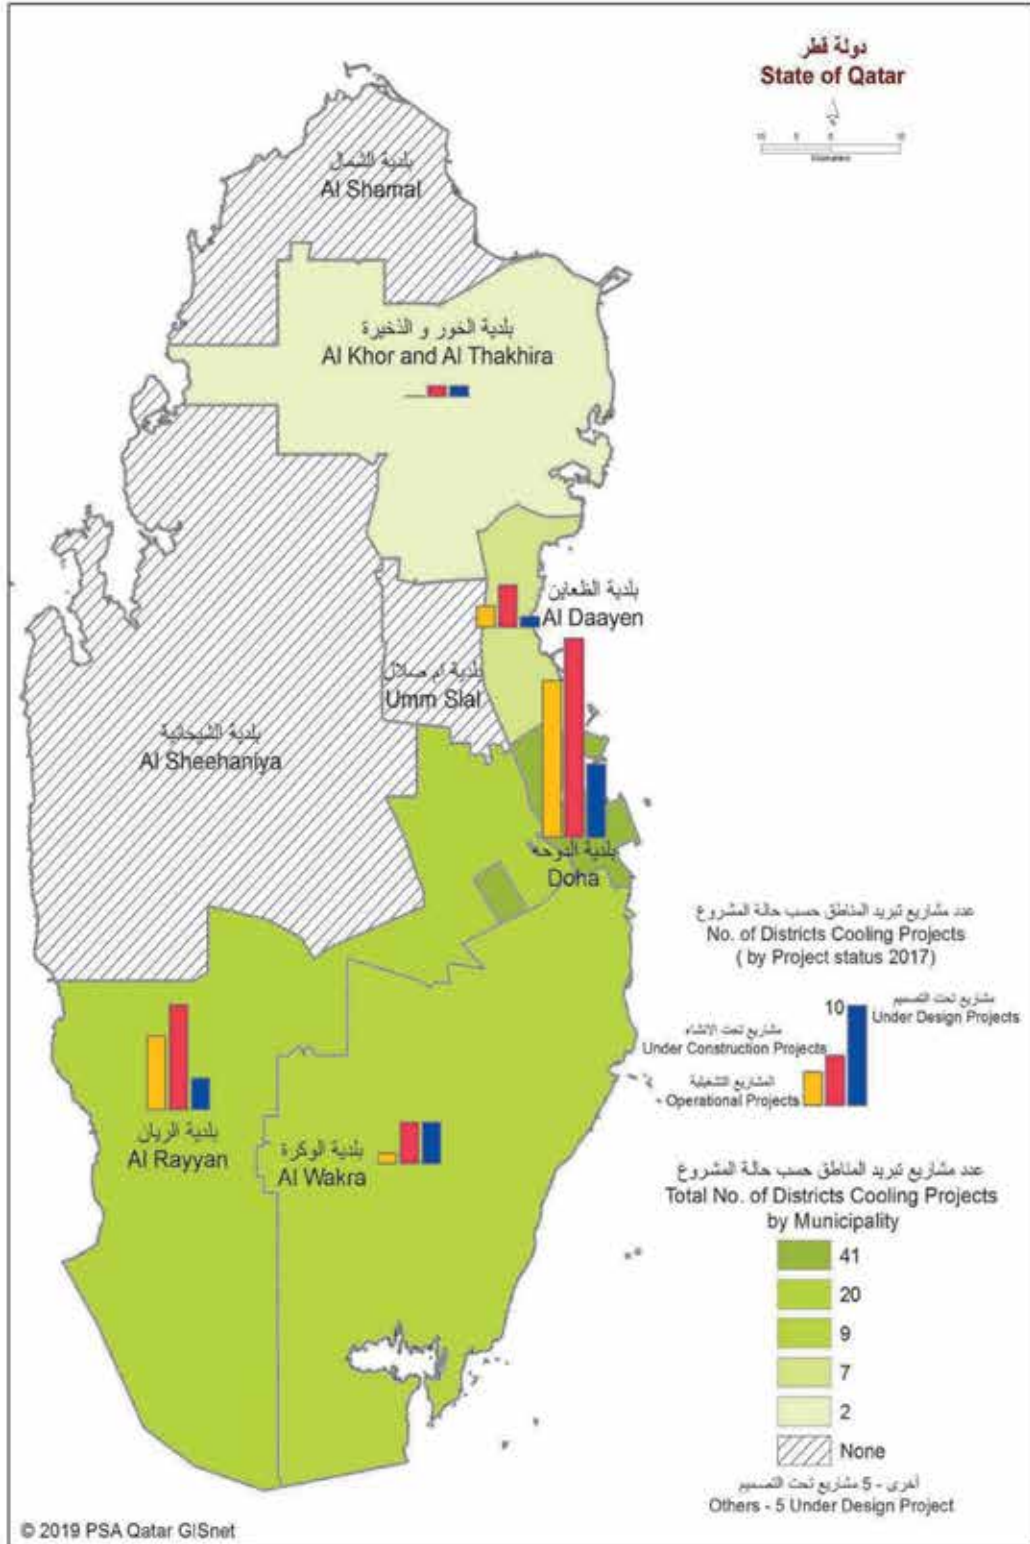 دولة قطر
State of Qatar
بلدية الشمال
Al Shamal
بلدية الخور و الذخيرة
Al Khor and Al Thakhira
بلدية الظعاين
Al Daayen
بلدية ام صلال
Umm Slal
بلدية الشيحانية
Al Sheehaniya
بلدية الدوحة
Doha
بلدية الريان
Al Rayyan
بلدية الوكرة
Al Wakra
عدد مشاريع تبريد المناطق حسب حالة المشروع
No. of Districts Cooling Projects
( by Project status 2017)
مشاريع تحت التصميم
Under Design Projects
10
مشاريع تحت الانشاء
Under Construction Projects
المشاريع التشغيلية
- Operational Projects
عدد مشاريع تبريد المناطق حسب حالة المشروع
Total No. of Districts Cooling Projects
by Municipality
41
20
9
7
2
None
أخرى - 5 مشاريع تحت التصميم
Others - 5 Under Design Project
© 2019 PSA Qatar GISnet